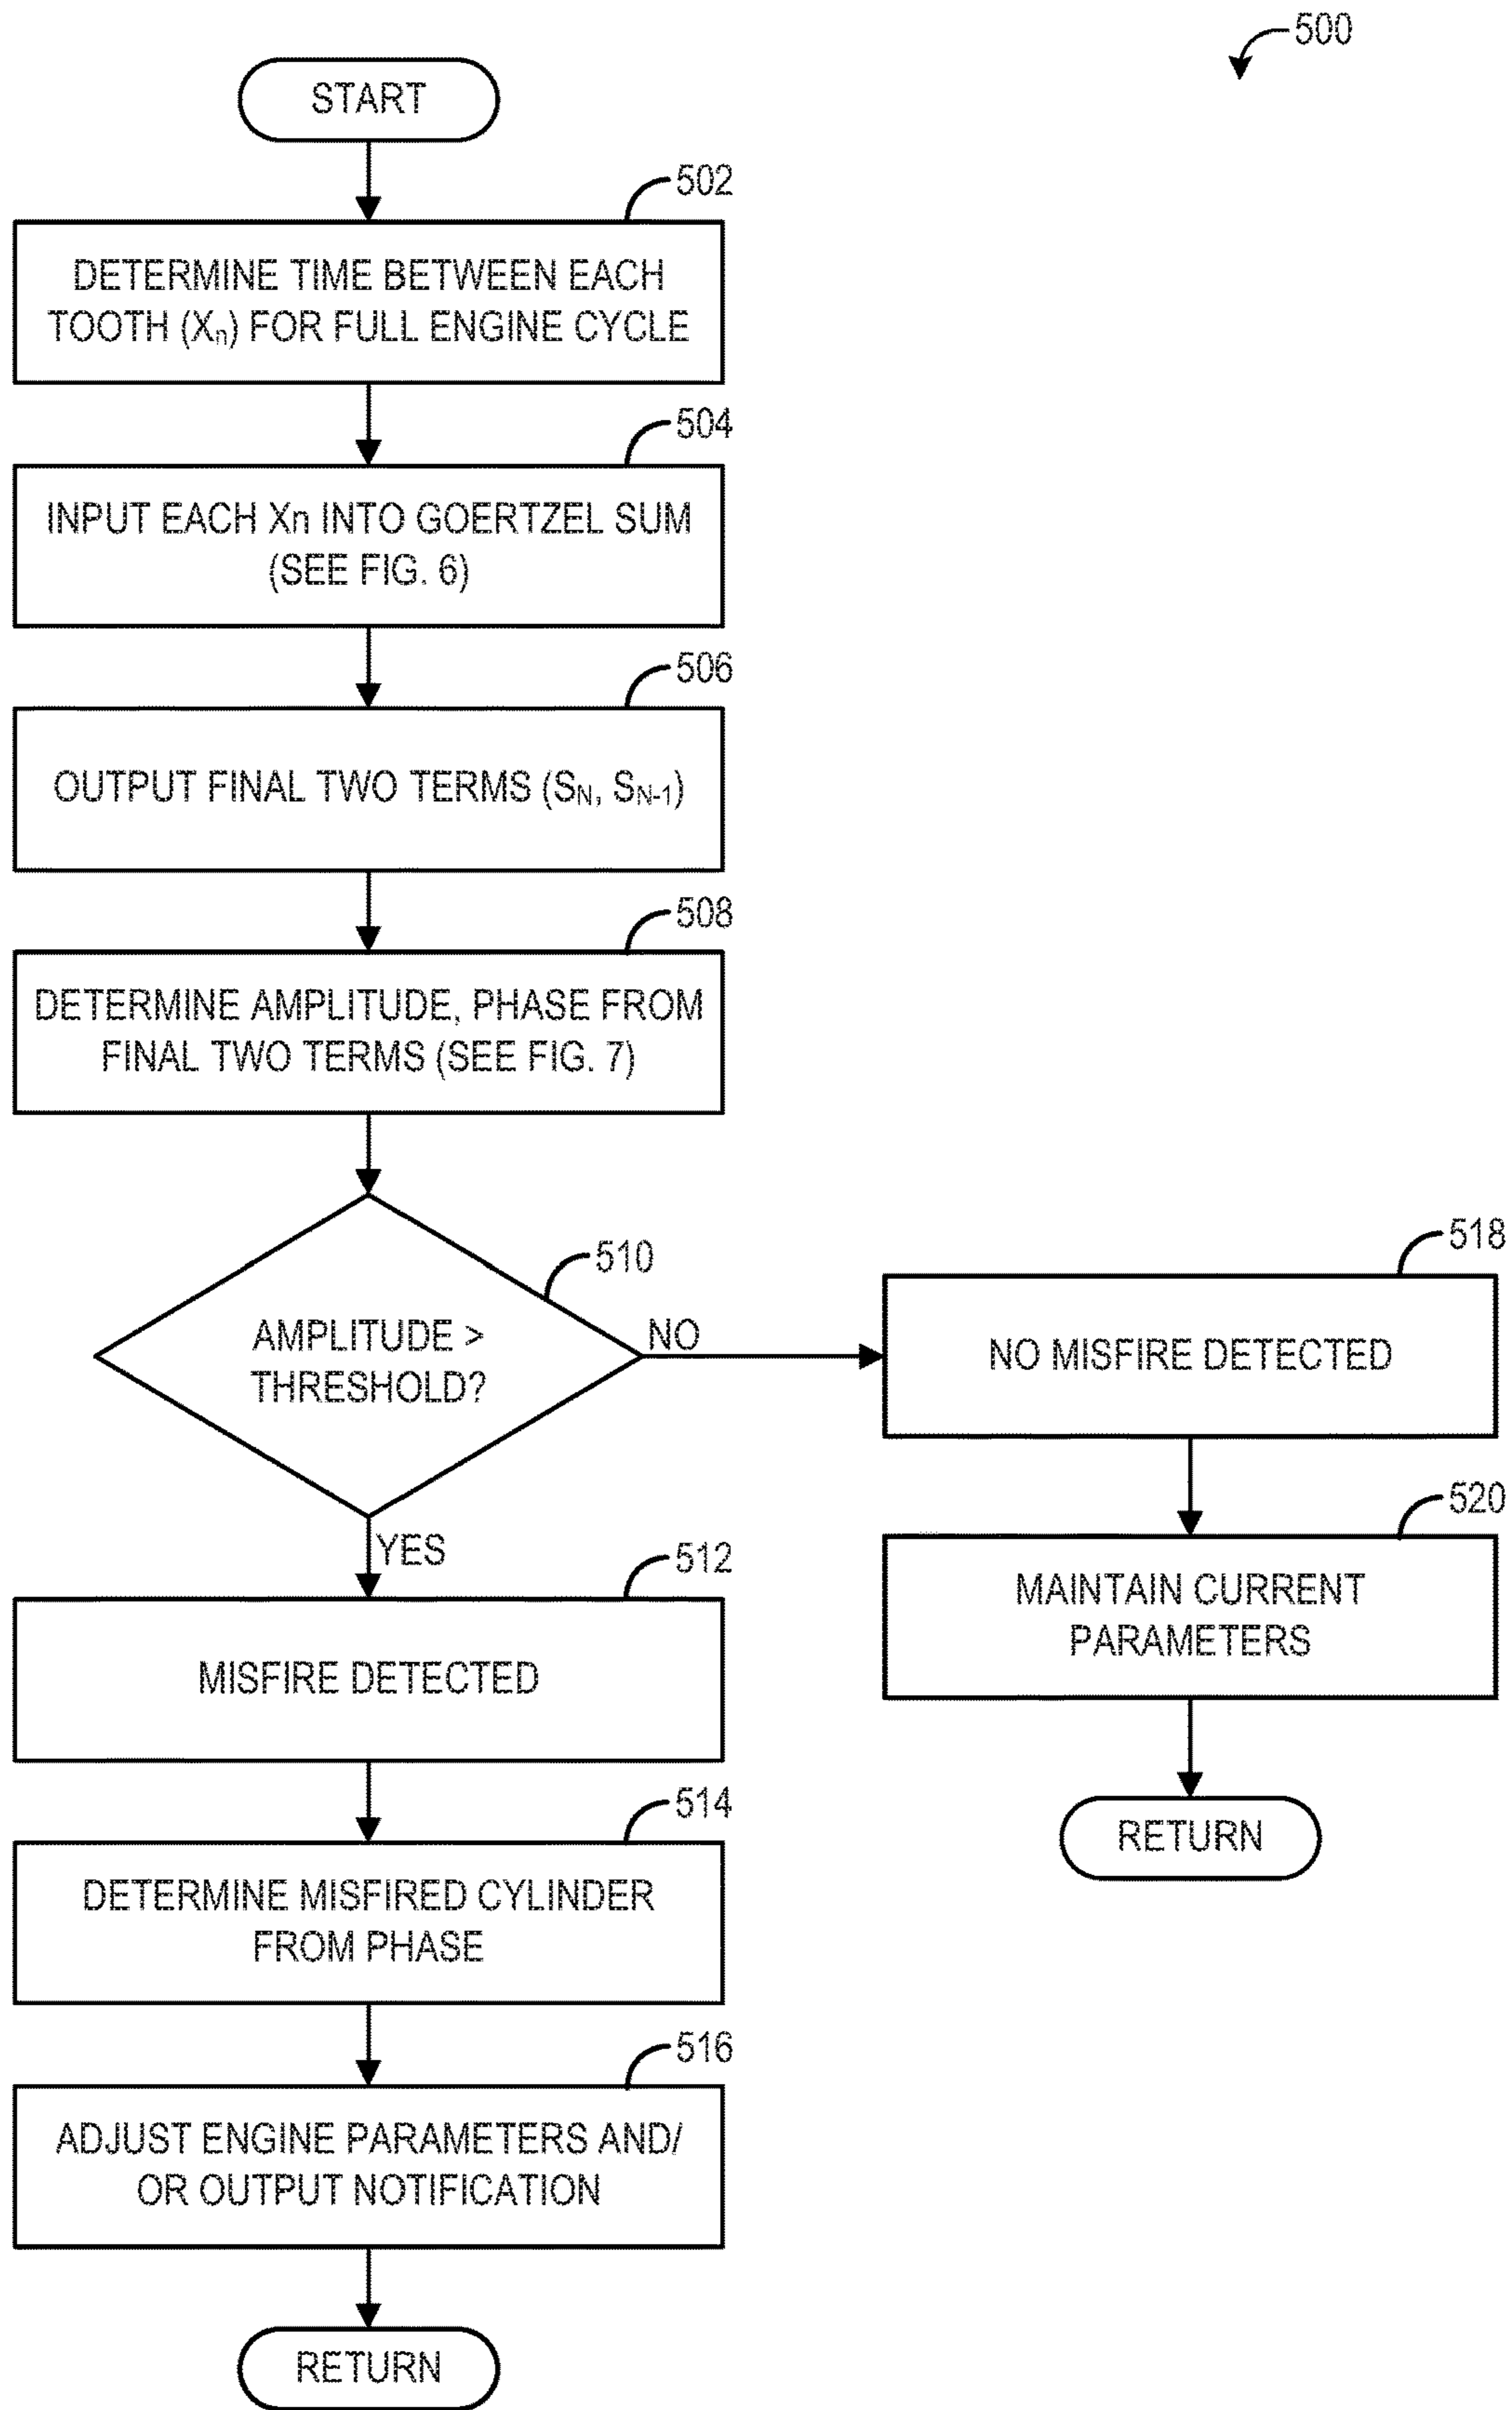 500
START
502
DETERMINE TIME BETWEEN EACH
TOOTH (Xn) FOR FULL ENGINE CYCLE
504
INPUT EACH Xn INTO GOERTZEL SUM
(SEE FIG. 6)
506
OUTPUT FINAL TWO TERMS (SN, SN-1)
508
DETERMINE AMPLITUDE, PHASE FROM
FINAL TWO TERMS (SEE FIG. 7)
510
AMPLITUDE >
THRESHOLD?
NO
518
NO MISFIRE DETECTED
520
MAINTAIN CURRENT
PARAMETERS
RETURN
YES
512
MISFIRE DETECTED
514
DETERMINE MISFIRED CYLINDER
FROM PHASE
516
ADJUST ENGINE PARAMETERS AND/
OR OUTPUT NOTIFICATION
RETURN